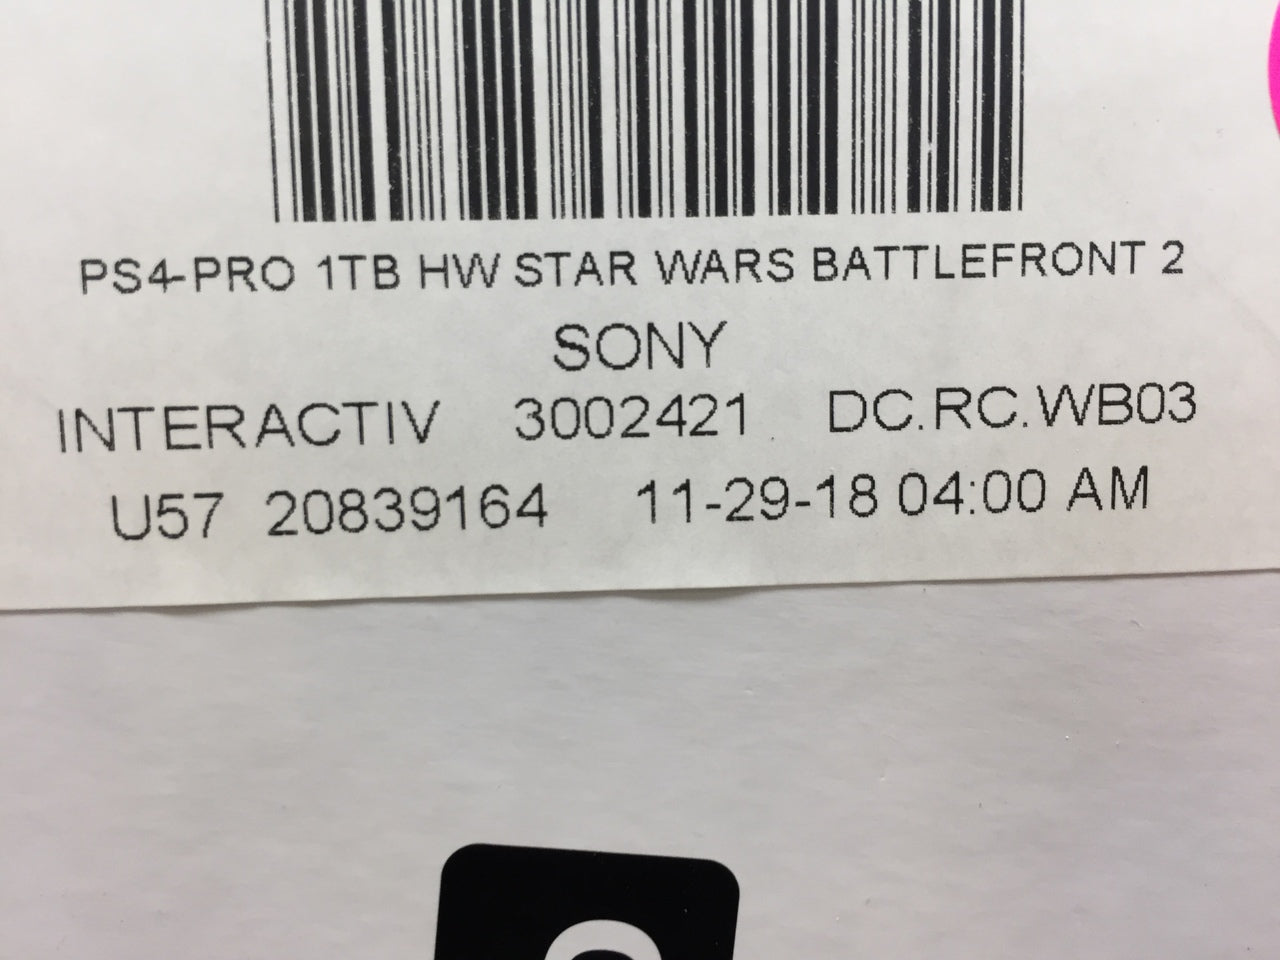 PS4-PRO 1TB HW STAR WARS BATTLEFRONT 2
SONY
INTERACTIV 3002421 DC.RC.WB03
U57 20839164 11-29-18 04:00 AM